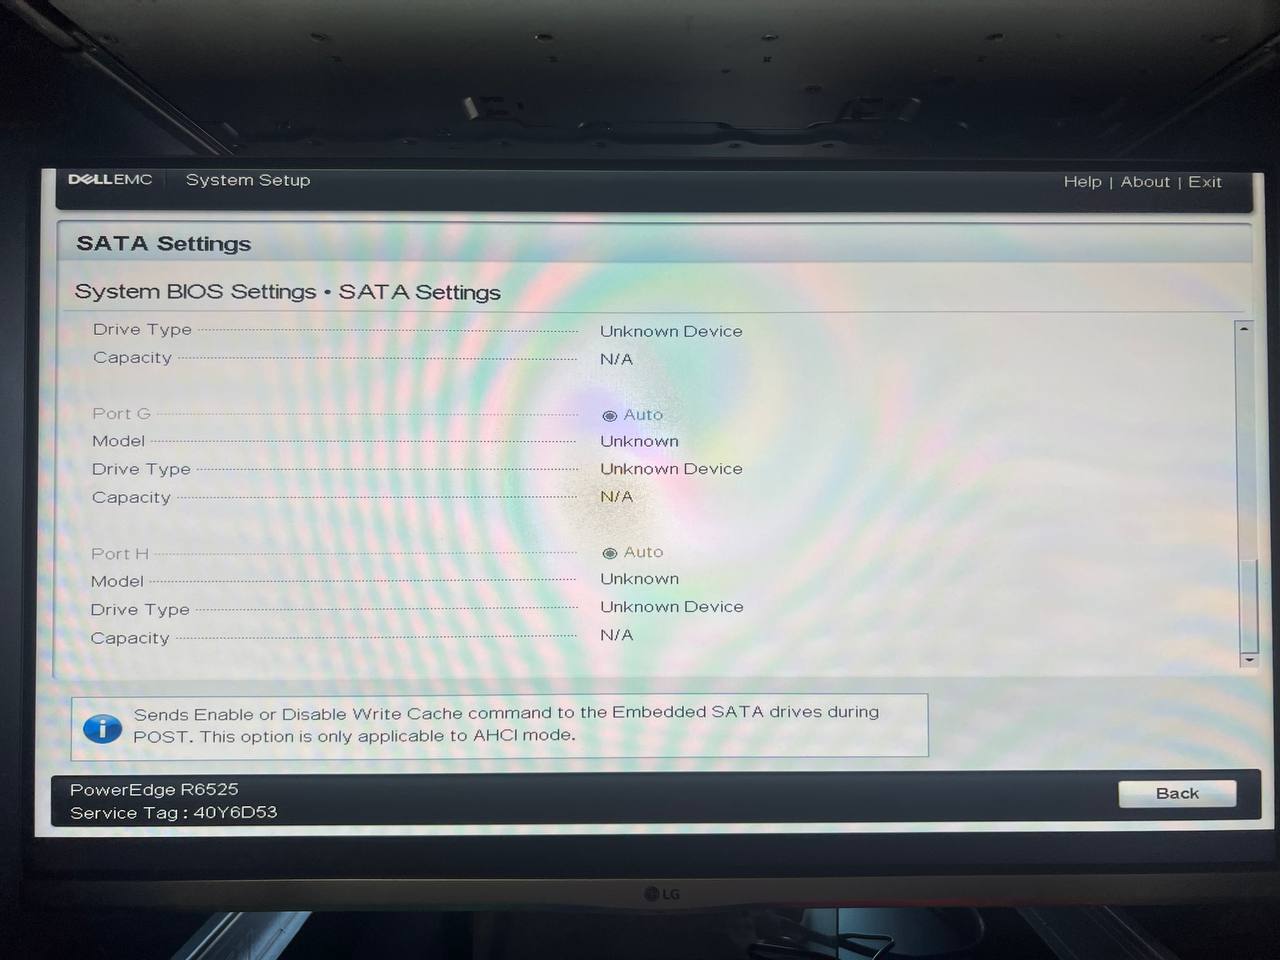 DELLEMC System Setup Help | About | Exit
SATA Settings
System BIOS Settings • SATA Settings
Drive Type Unknown Device
Capacity N/A
Port G Auto
Model Unknown
Drive Type Unknown Device
Capacity N/A
Port H Auto
Model Unknown
Drive Type Unknown Device
Capacity N/A
Sends Enable or Disable Write Cache command to the Embedded SATA drives during
POST. This option is only applicable to AHCI mode.
PowerEdge R6525
Service Tag : 40Y6D53
Back
LG